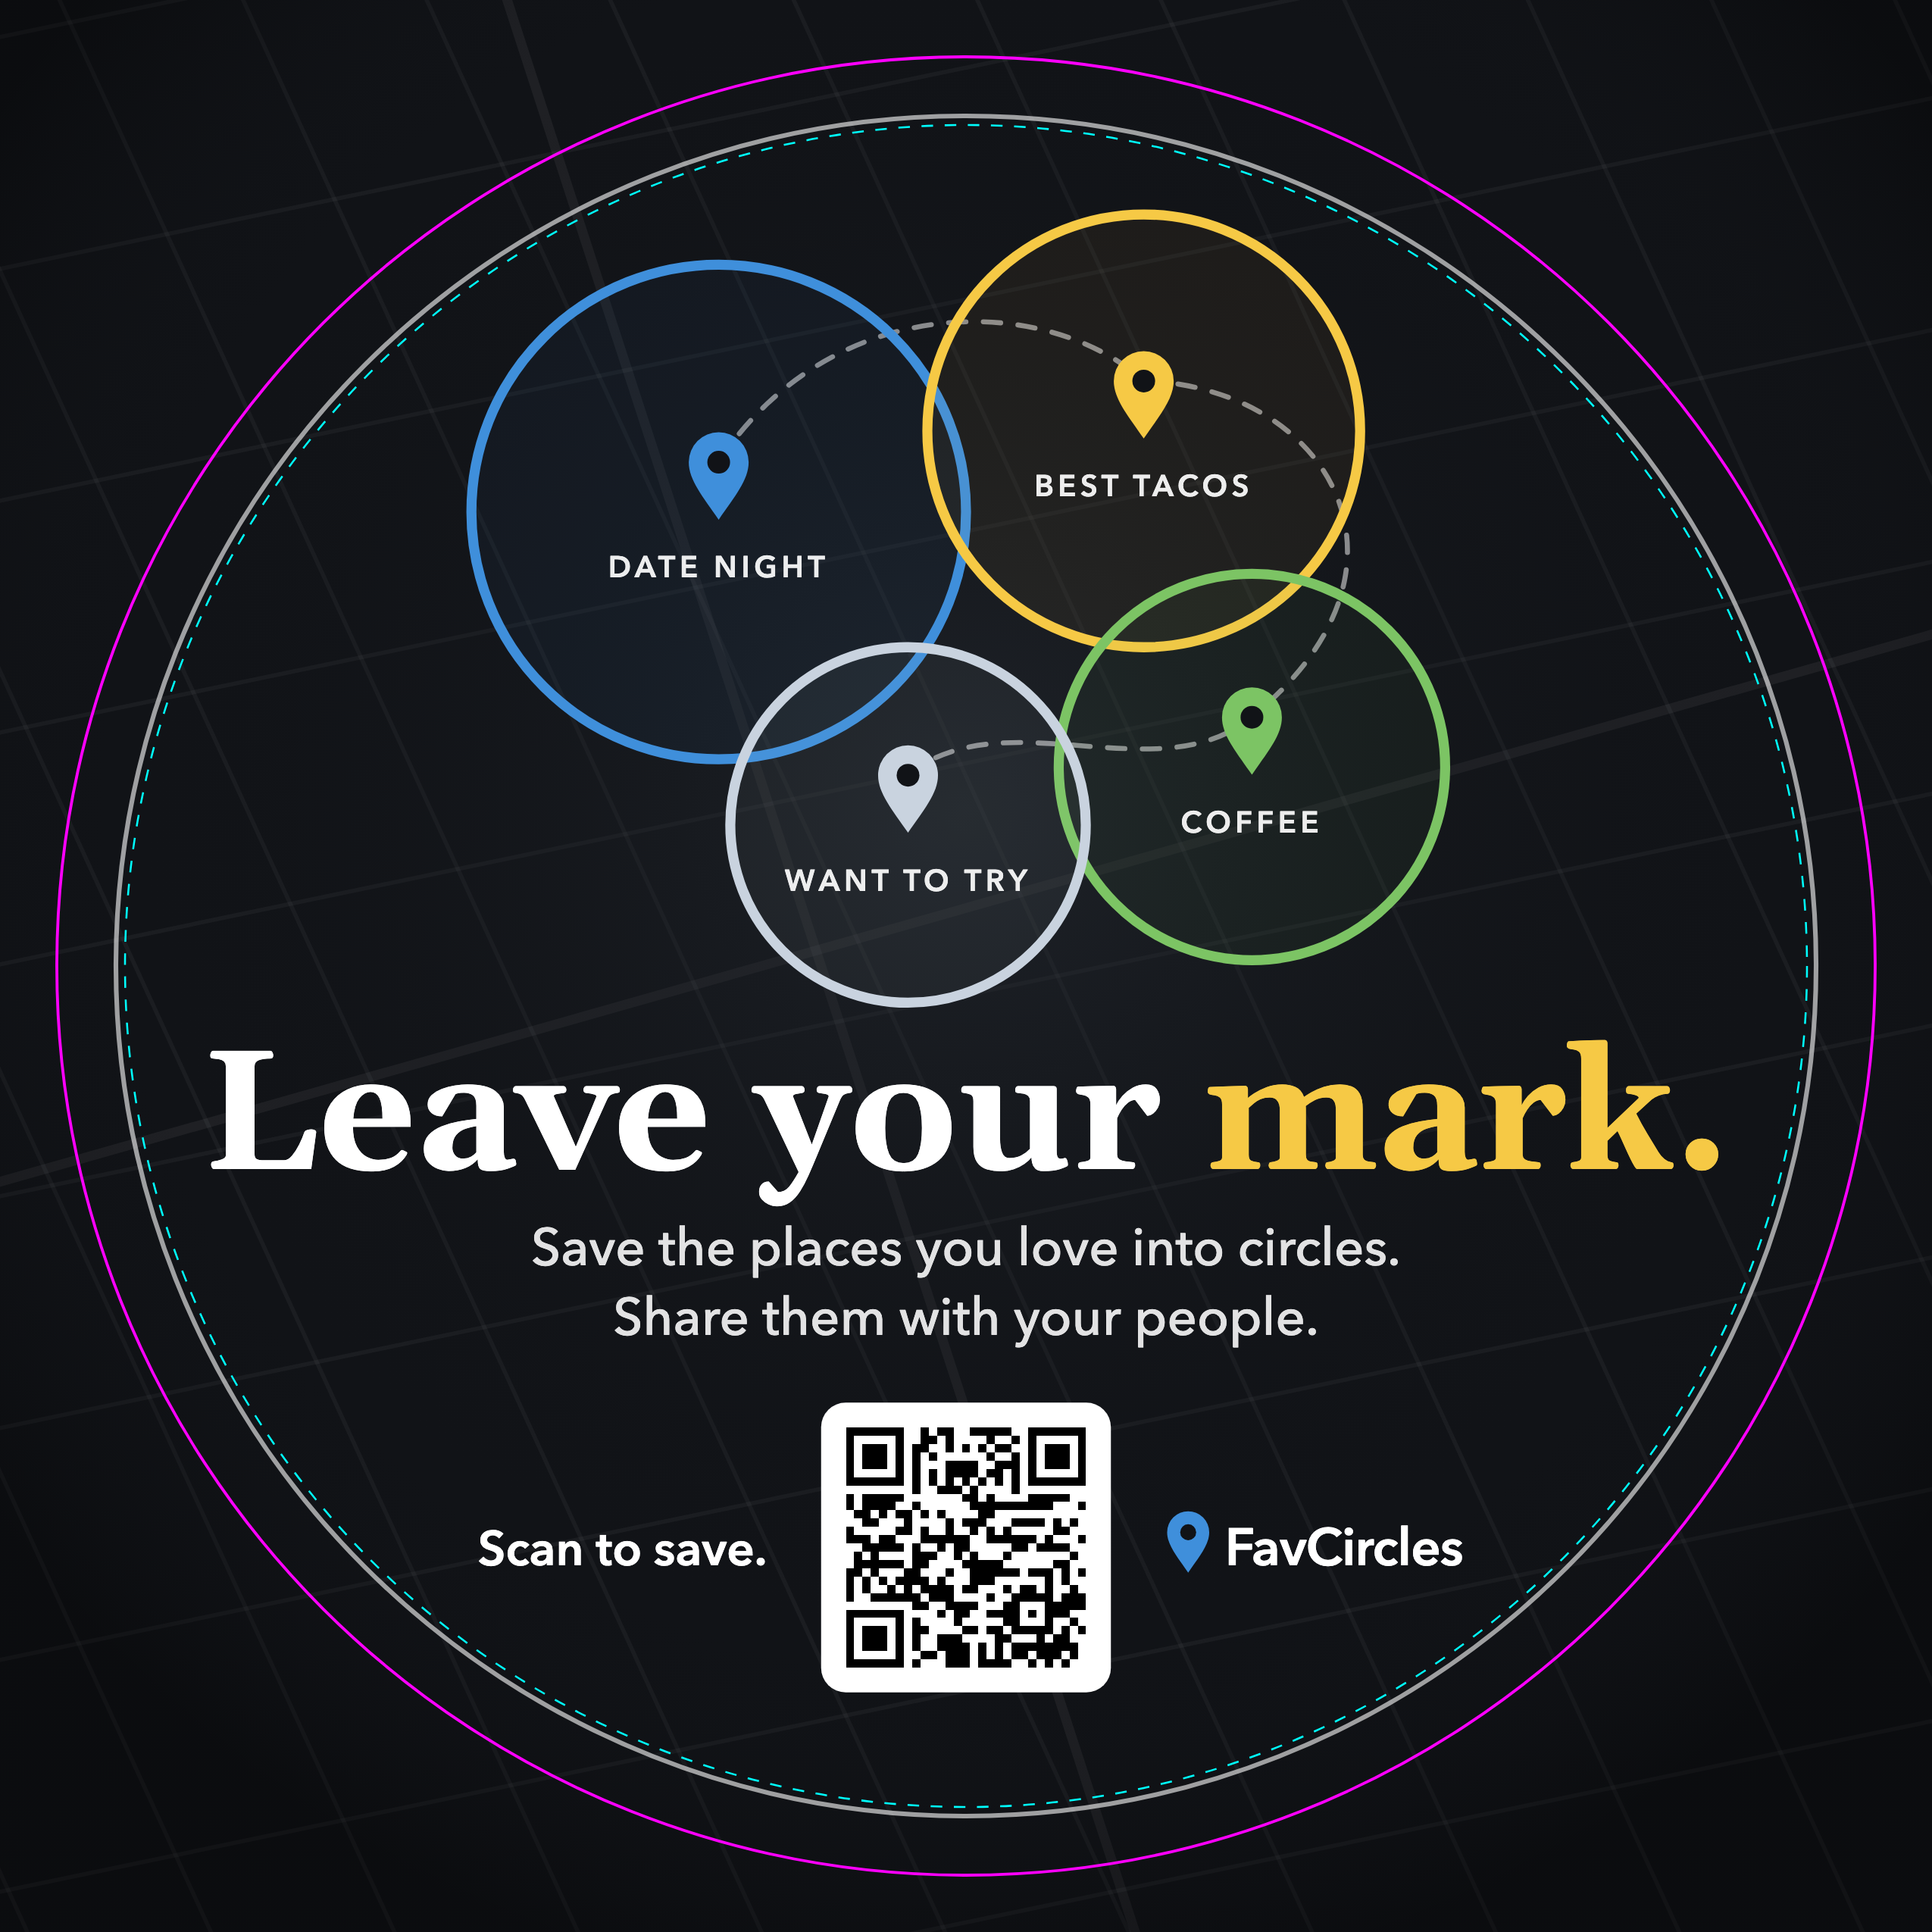 BEST TACOS
DATE NIGHT
COFFEE
WANT TO TRY
Leave your mark.
Save the places you love into circles.
Share them with your people.
Scan to save.
FavCircles